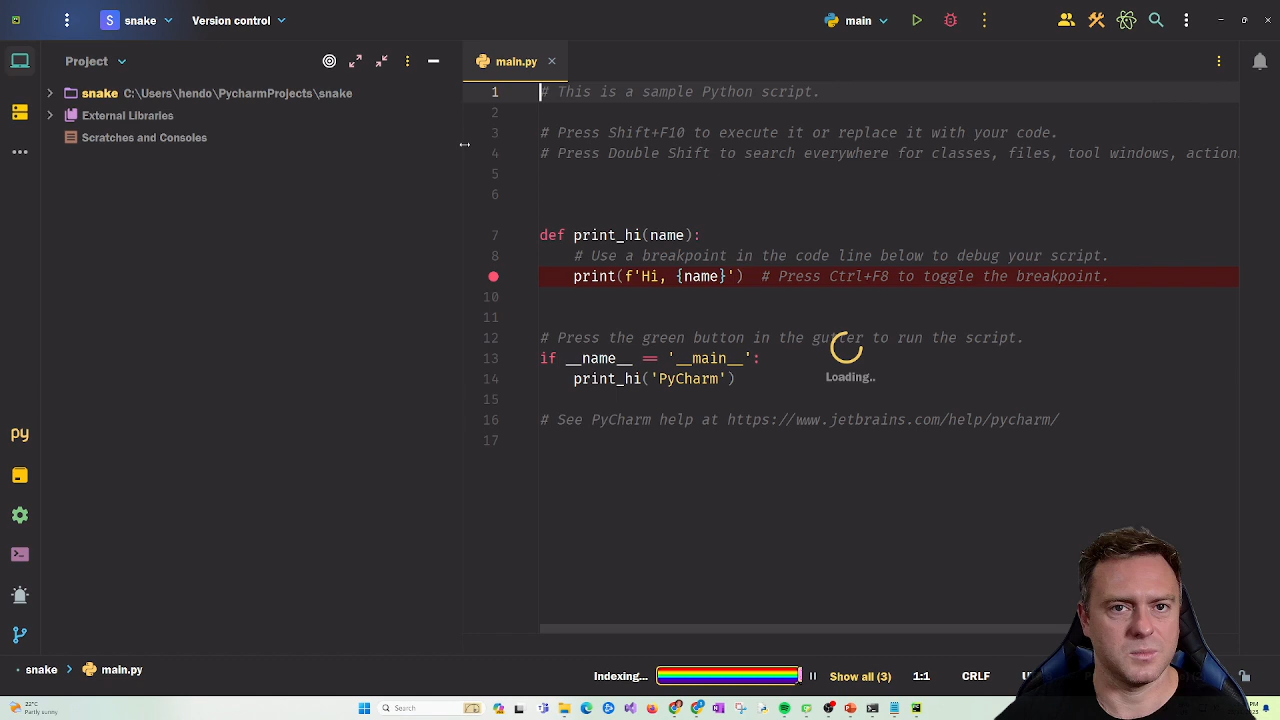 S snake Version control main
Project
main.py
snake C:\Users\hendo\PycharmProjects\snake
External Libraries
Scratches and Consoles
1 # This is a sample Python script.
2
3 # Press Shift+F10 to execute it or replace it with your code.
4 # Press Double Shift to search everywhere for classes, files, tool windows, action
5
6
7 def print_hi(name):
8 # Use a breakpoint in the code line below to debug your script.
print(f'Hi, {name}') # Press Ctrl+F8 to toggle the breakpoint.
10
11
12 # Press the green button in the gutter to run the script.
13 if __name__ == '__main__':
14 print_hi('PyCharm')
15
16 # See PyCharm help at https://www.jetbrains.com/help/pycharm/
17
Loading..
py
snake main.py
Indexing... Show all (3) 1:1 CRLF
22°C
Partly sunny
Search